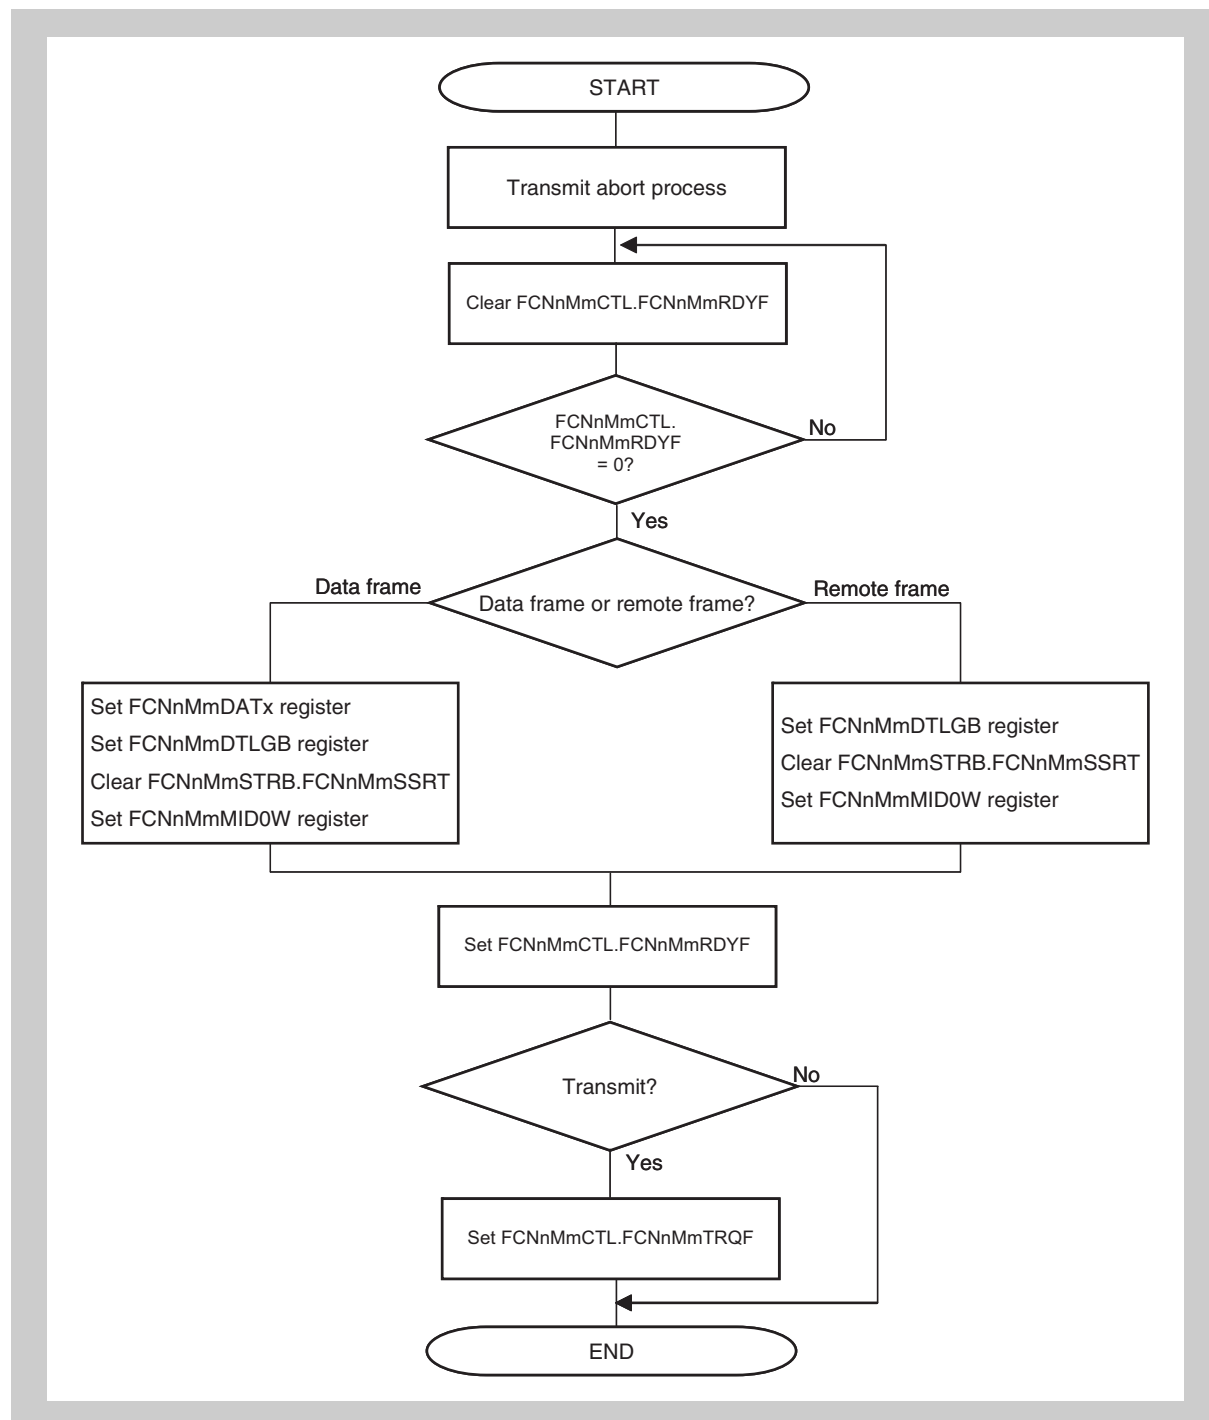 START
Transmit abort process
Clear FCNnMmCTL.FCNnMmRDYF
FCNnMmCTL.
FCNnMmRDYF
= 0?
No
Yes
Data frame
Data frame or remote frame?
Remote frame
Set FCNnMmDATx register
Set FCNnMmDTLGB register
Clear FCNnMmSTRB.FCNnMmSSRT
Set FCNnMmMID0W register
Set FCNnMmDTLGB register
Clear FCNnMmSTRB.FCNnMmSSRT
Set FCNnMmMID0W register
Set FCNnMmCTL.FCNnMmRDYF
Transmit?
No
Yes
Set FCNnMmCTL.FCNnMmTRQF
END